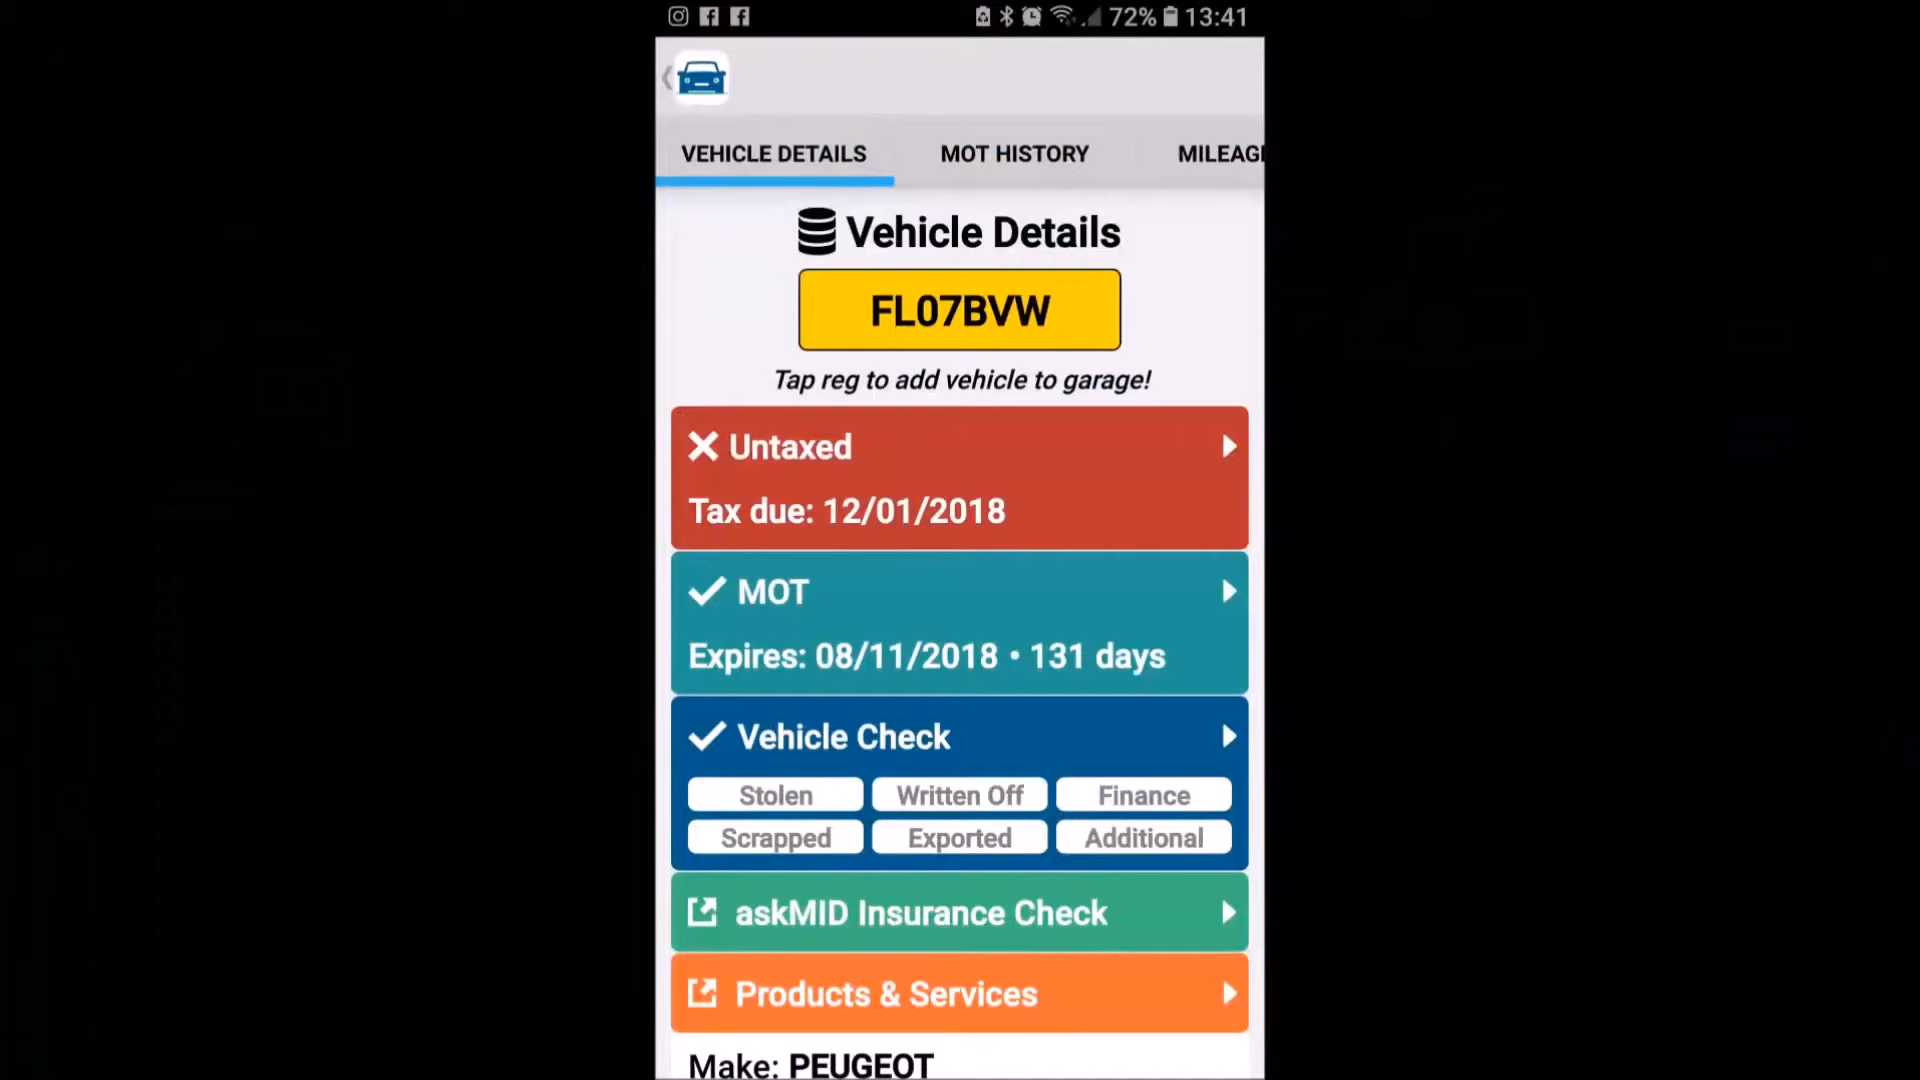 72% 13:41
VEHICLE DETAILS MOT HISTORY MILEAG
Vehicle Details
FL07BVW
Tap reg to add vehicle to garage!
Untaxed
Tax due: 12/01/2018
MOT
Expires: 08/11/2018 • 131 days
Vehicle Check
Stolen Written Off Finance
Scrapped Exported Additional
askMID Insurance Check
Products & Services
Make: PEUGEOT